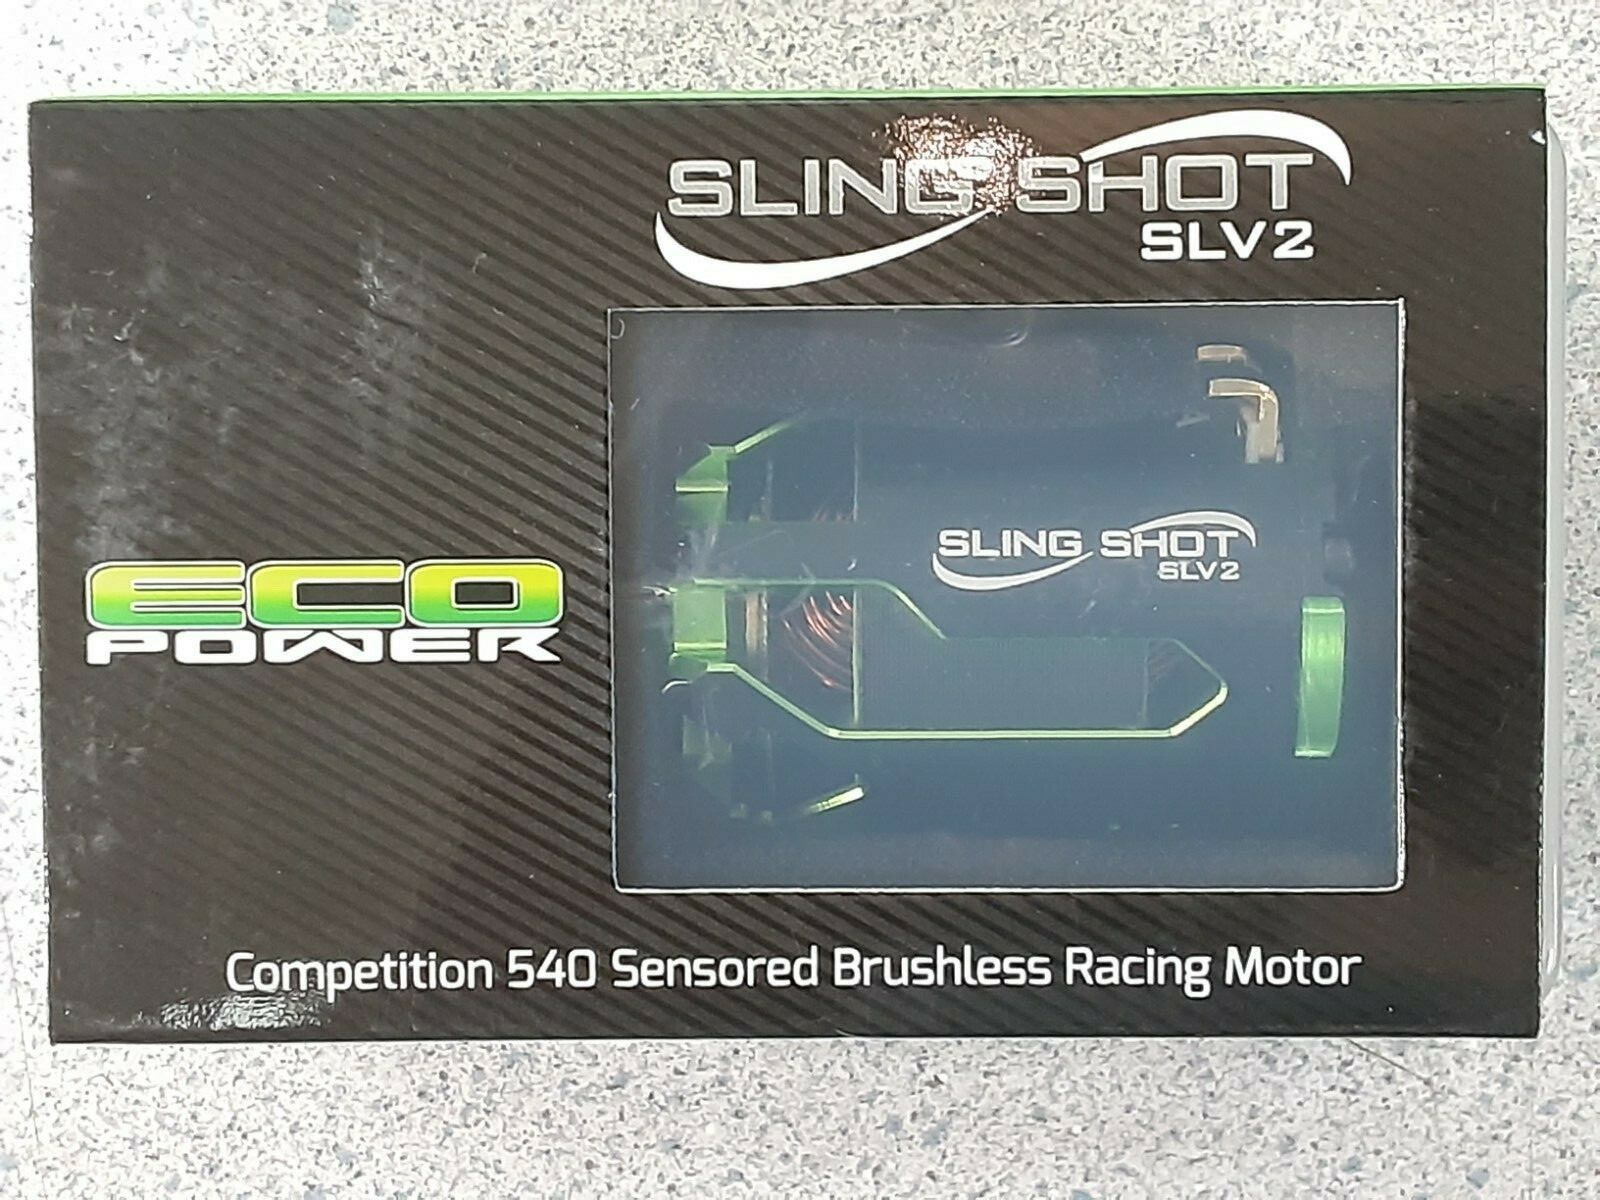 SLING SHOT
SLV2
SLING SHOT
SLV2
ECO
POWER
Competition 540 Sensored Brushless Racing Motor